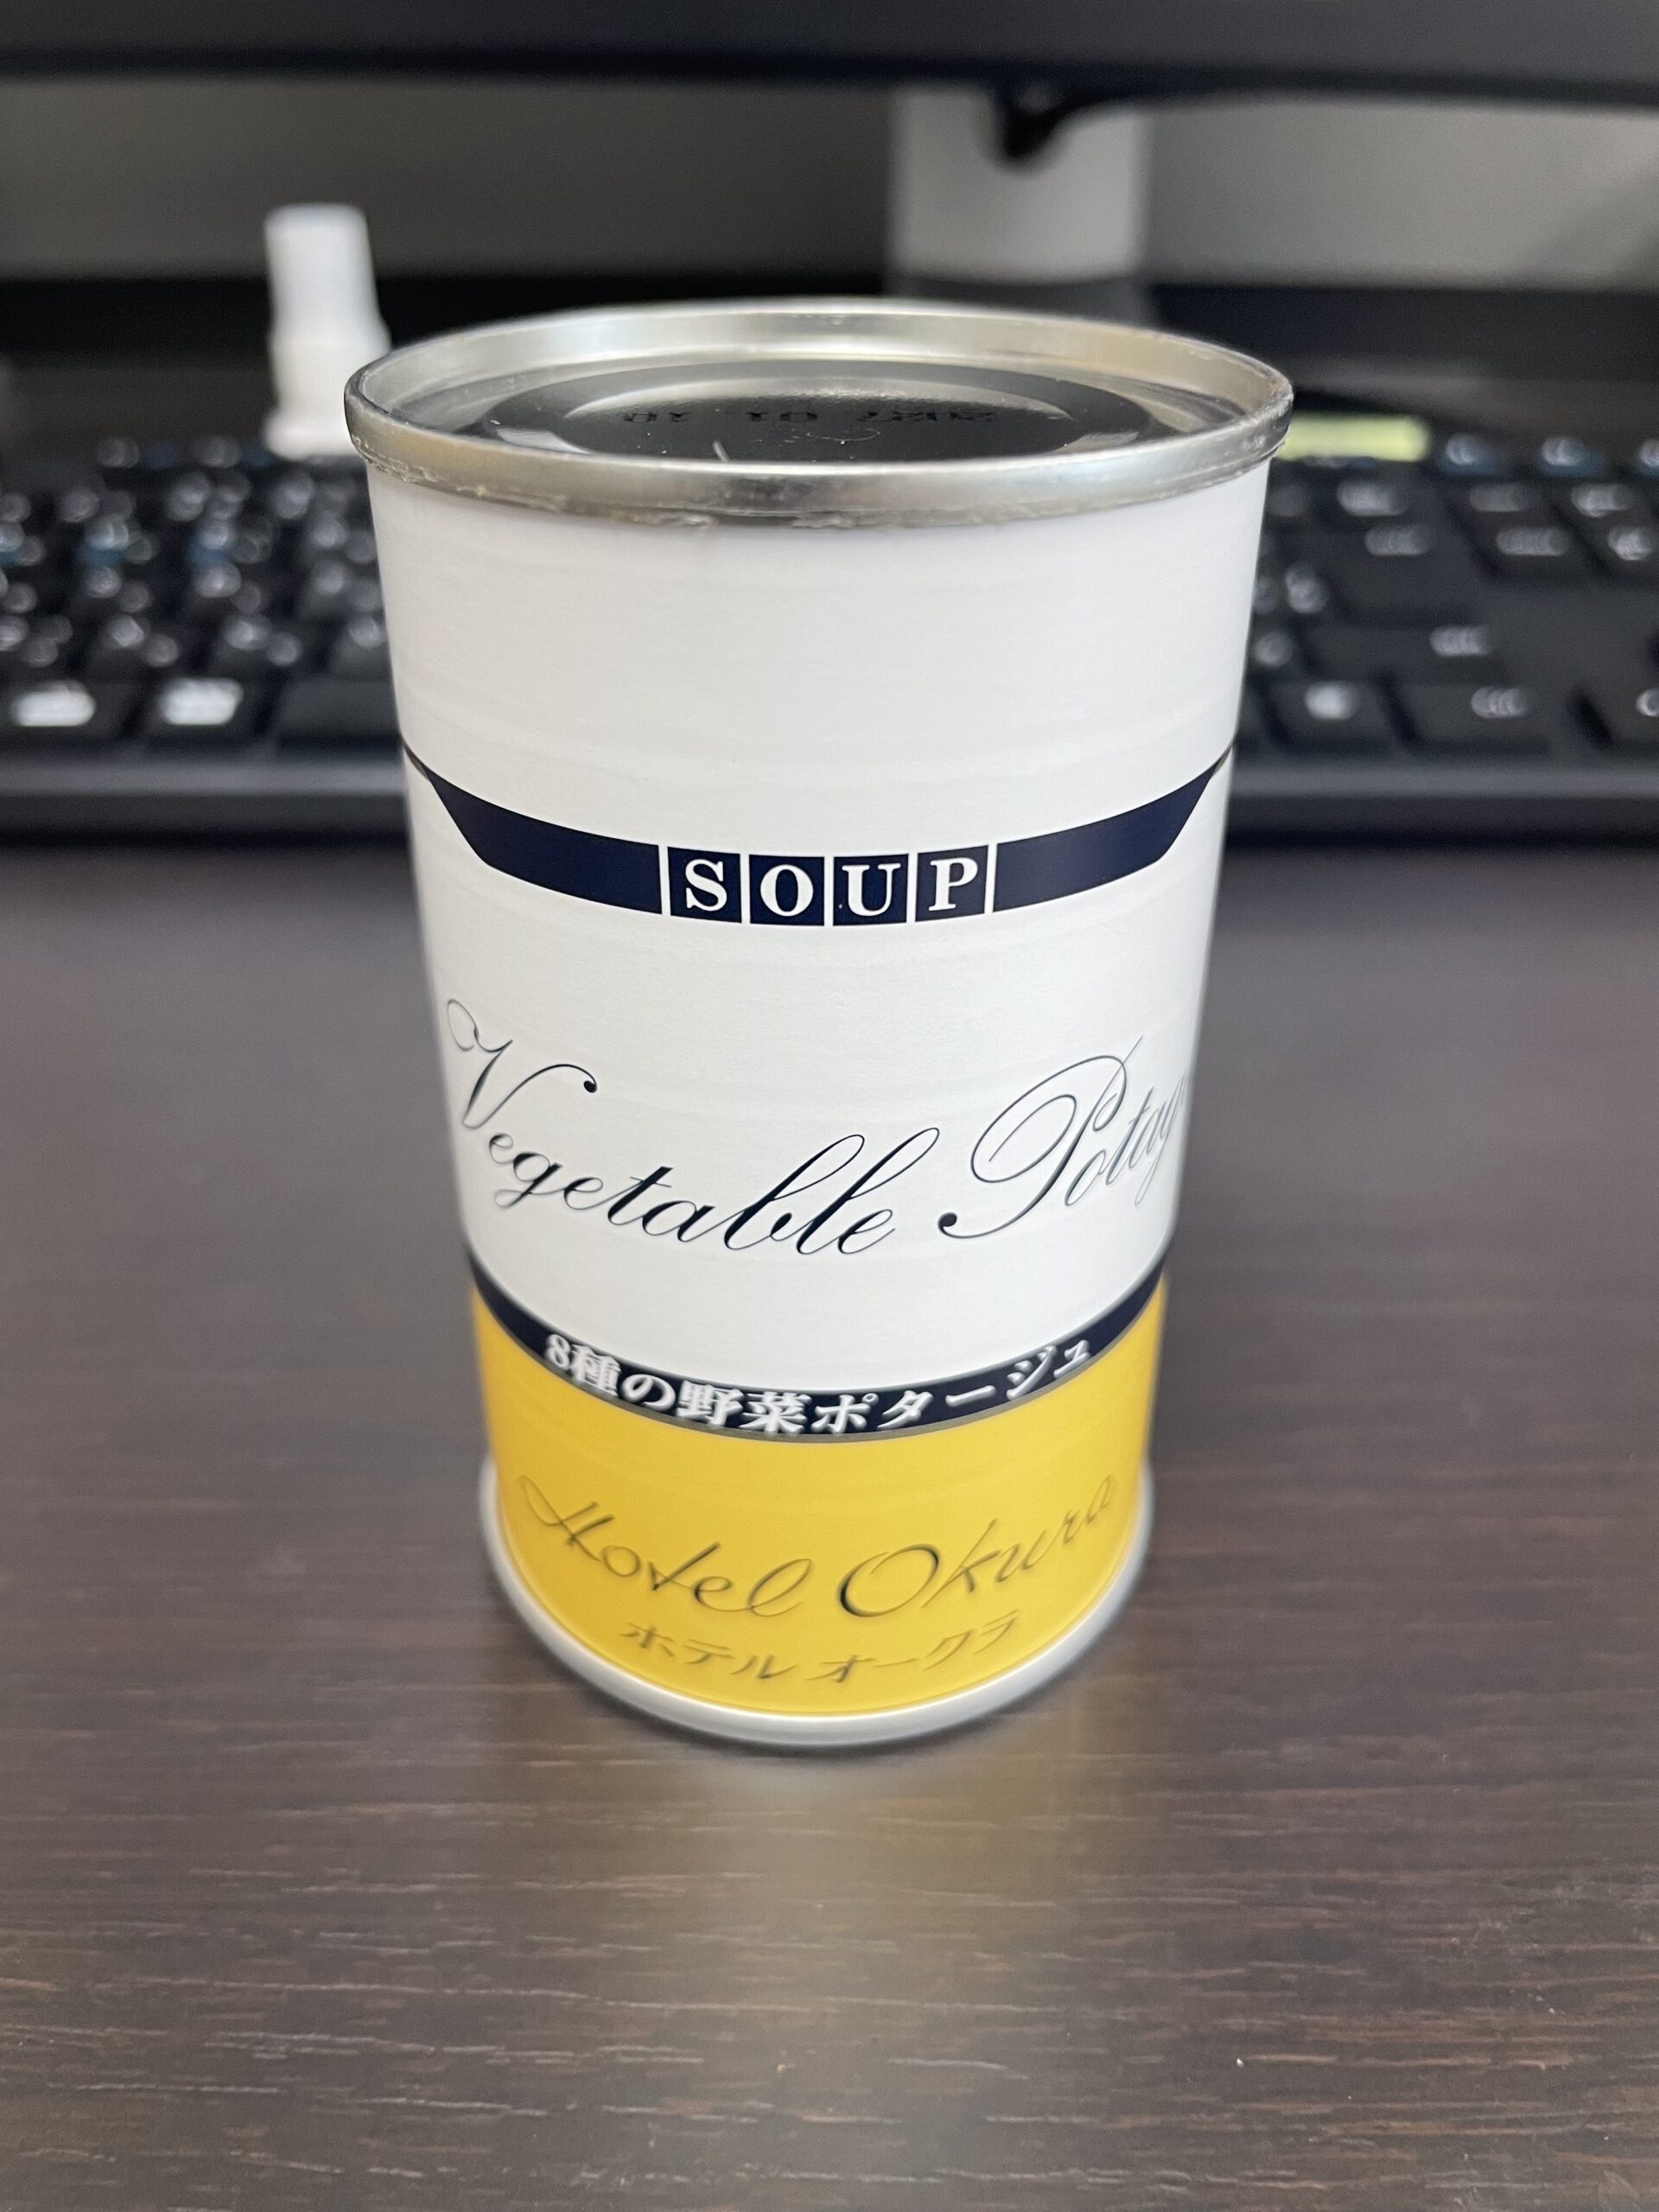 SOUP
Vegetable
8種の野菜ポタージュ
Hotel Okura
ホテル オークラ